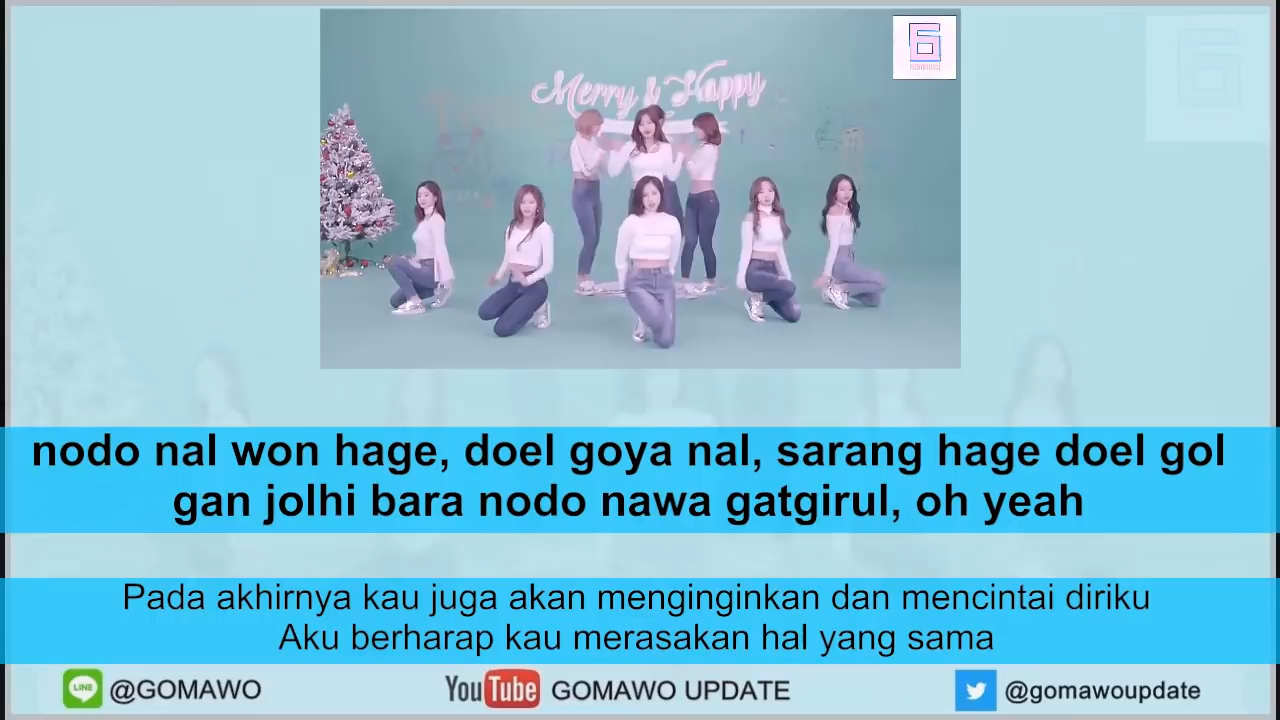 Merry & Happy
nodo nal won hage, doel goya nal, sarang hage doel gol
gan jolhi bara nodo nawa gatgirul, oh yeah
Pada akhirnya kau juga akan menginginkan dan mencintai diriku
Aku berharap kau merasakan hal yang sama
LINE @GOMAWO
YouTube GOMAWO UPDATE
@gomawoupdate